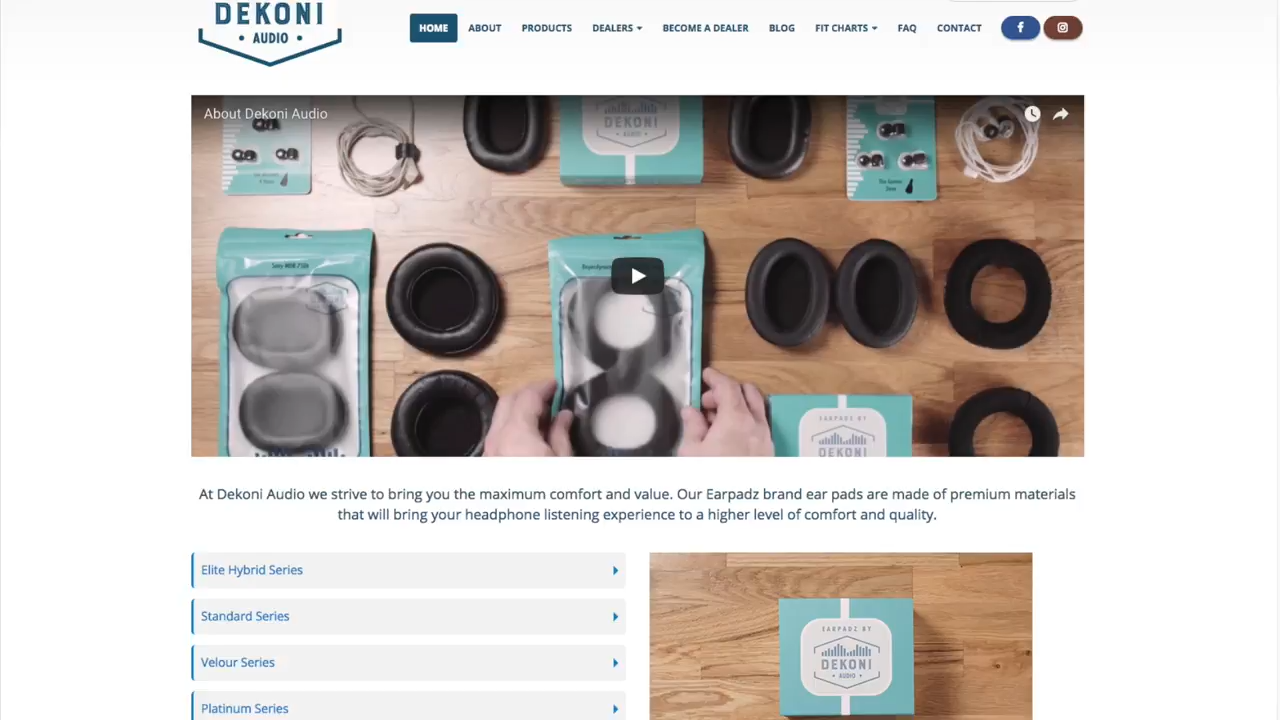 DEKONI
AUDIO
HOME
ABOUT
PRODUCTS
DEALERS
BECOME A DEALER
BLOG
FIT CHARTS
FAQ
CONTACT
About Dekoni Audio
DEKONI
AUDIO
EARPADZ BY
DEKONI
At Dekoni Audio we strive to bring you the maximum comfort and value. Our Earpadz brand ear pads are made of premium materials
that will bring your headphone listening experience to a higher level of comfort and quality.
Elite Hybrid Series
Standard Series
Velour Series
Platinum Series
EARPADZ BY
DEKONI
AUDIO